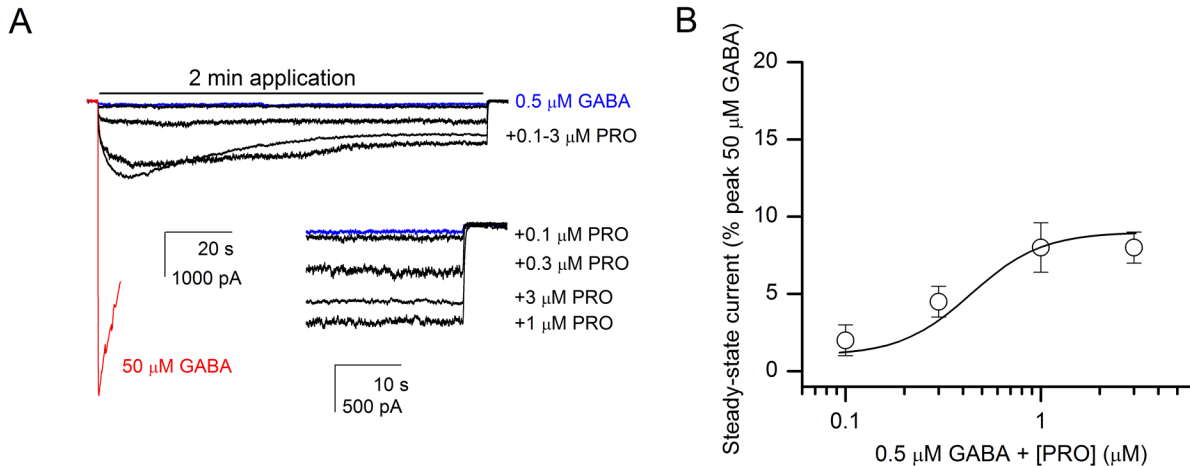 A
2 min application
0.5 μM GABA
+0.1-3 μM PRO
20 s
1000 pA
50 μM GABA
+0.1 μM PRO
+0.3 μM PRO
+3 μM PRO
+1 μM PRO
10 s
500 pA
B
Steady-state current (% peak 50 μM GABA)
20
15
10
5
0
0.1
1
0.5 μM GABA + [PRO] (μM)